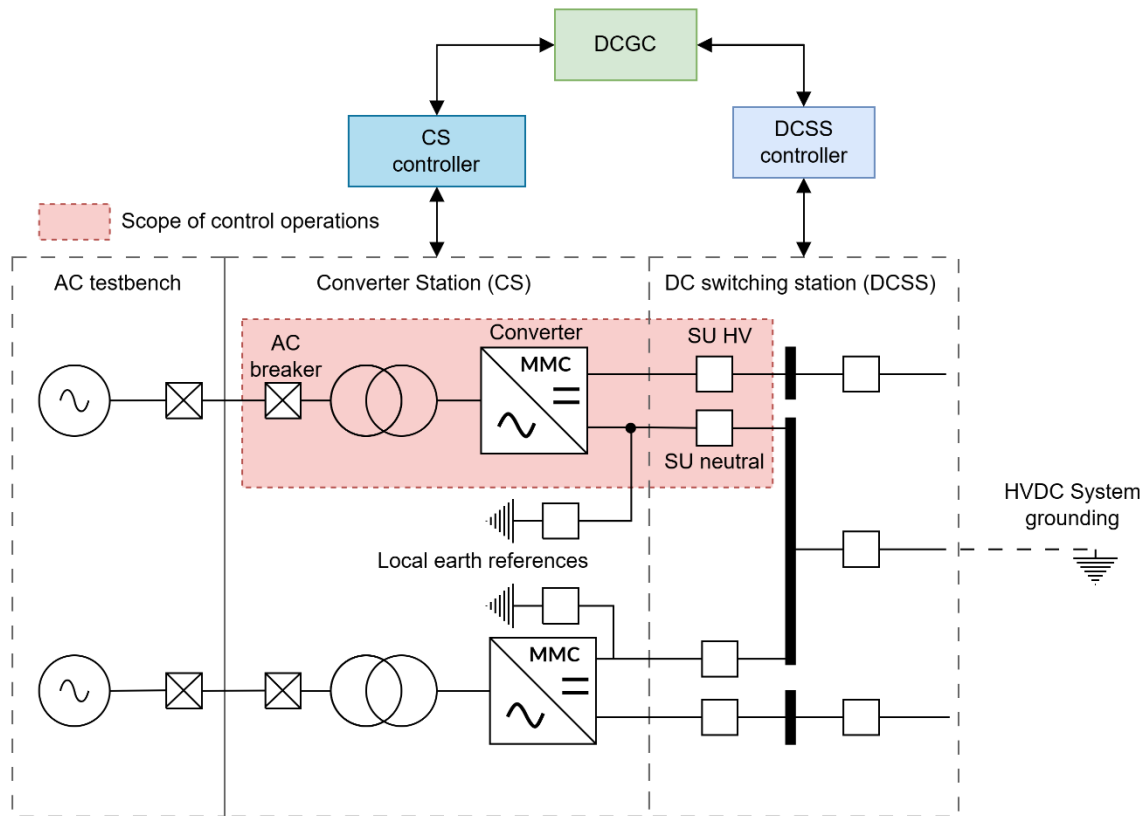 DCGC
CS
controller
DCSS
controller
Scope of control operations
AC testbench
Converter Station (CS)
DC switching station (DCSS)
AC
breaker
Converter
MMC
SU HV
SU neutral
HVDC System
grounding
Local earth references
MMC